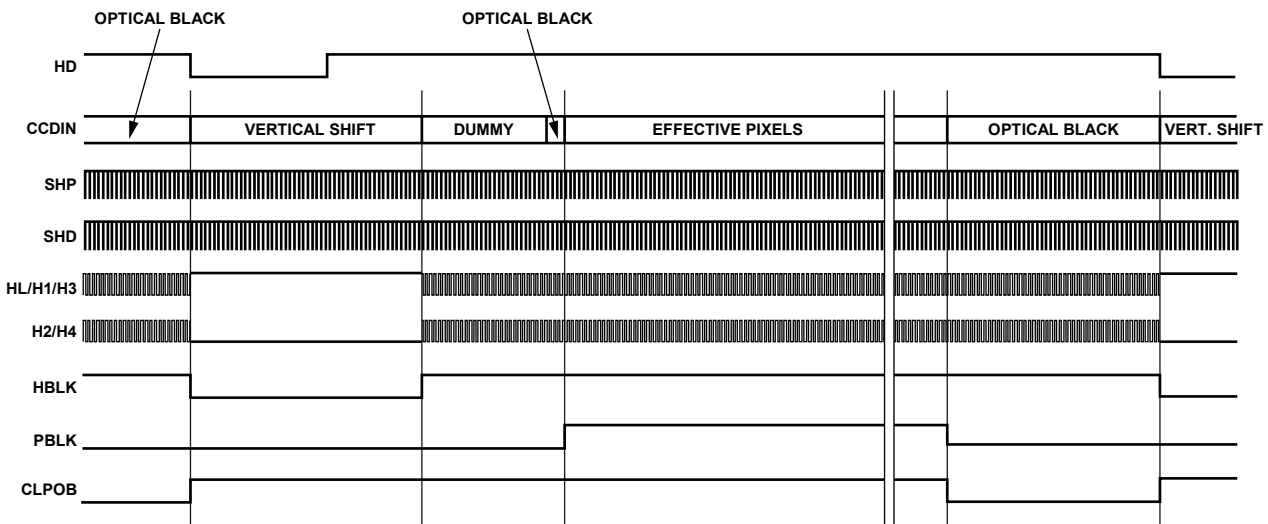 OPTICAL BLACK
OPTICAL BLACK
HD
CCDIN
VERTICAL SHIFT
DUMMY
EFFECTIVE PIXELS
OPTICAL BLACK
VERT. SHIFT
SHP
SHD
HL/H1/H3
H2/H4
HBLK
PBLK
CLPOB